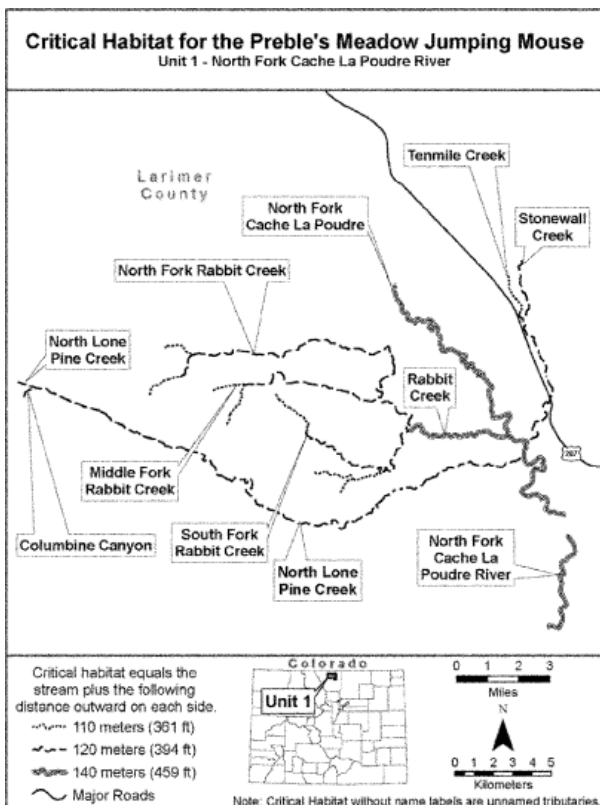 Critical Habitat for the Preble's Meadow Jumping Mouse
Unit 1 - North Fork Cache La Poudre River
Larimer
County
Tenmile Creek
North Fork
Cache La Poudre
Stonewall
Creek
North Fork Rabbit Creek
North Lone
Pine Creek
Rabbit
Creek
Middle Fork
Rabbit Creek
287
Columbine Canyon
South Fork
Rabbit Creek
North Lone
Pine Creek
North Fork
Cache La
Poudre River
Critical habitat equals the
stream plus the following
distance outward on each side.
110 meters (361 ft)
120 meters (394 ft)
140 meters (459 ft)
Major Roads
Colorado
Unit 1
0 1 2 3
Miles
N
0 1 2 3 4 5
Kilometers
Note: Critical Habitat without name labels are unnamed tributaries.